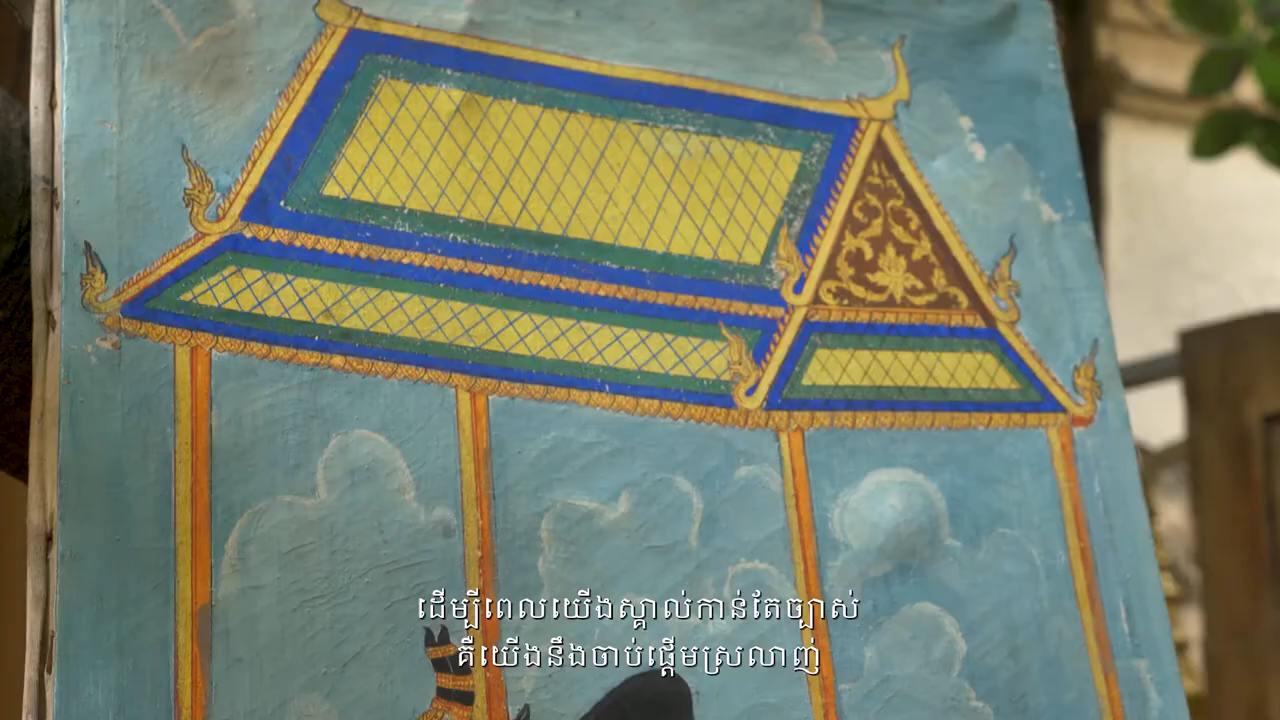 ដើម្បីពេលយើងស្គាល់កាន់តែច្បាស់
គឺយើងនឹងចាប់ផ្ដើមស្រលាញ់